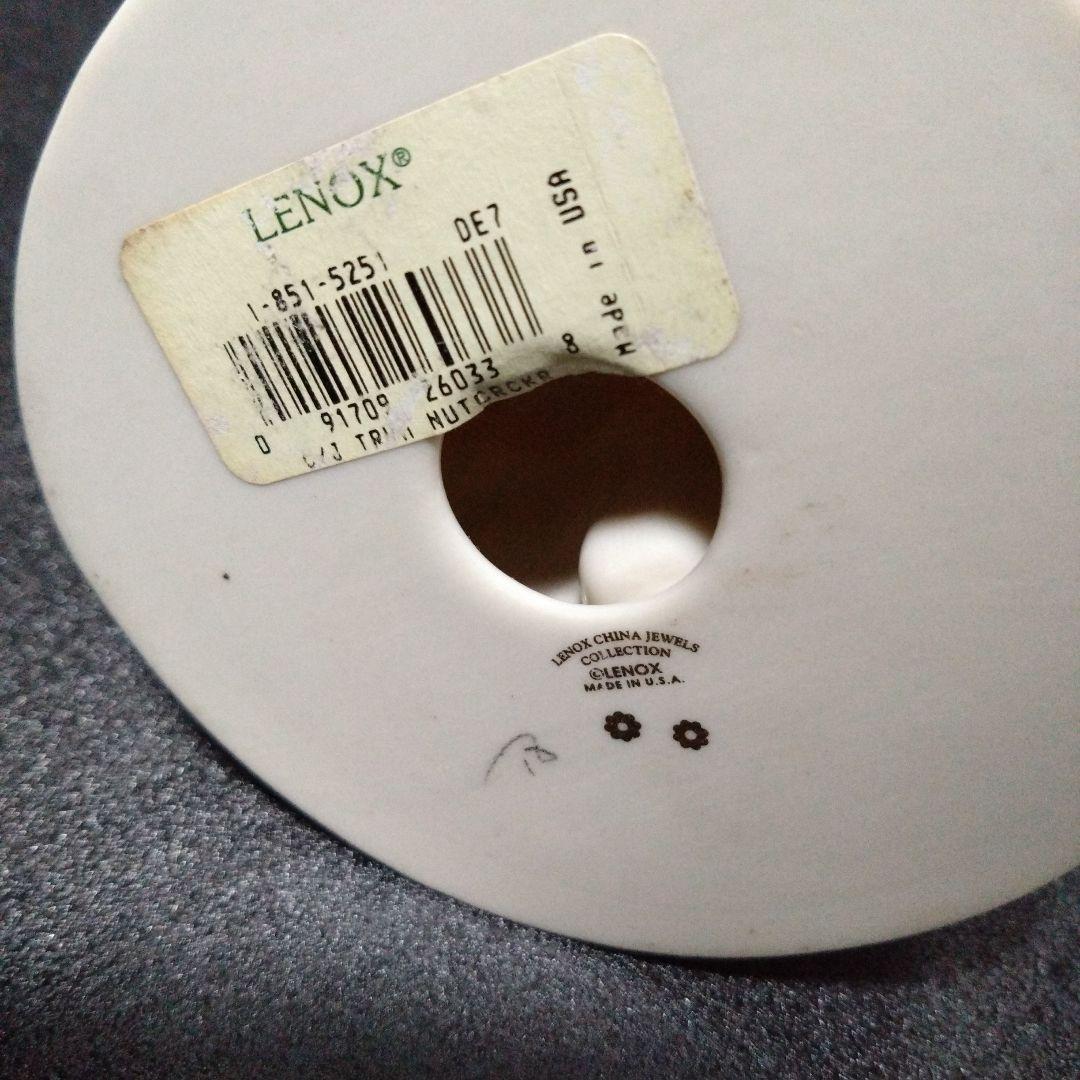 LENOX®
1-851-5251 DE7
0 91709 26033 8
C/J NUTCRCKR
Made in USA
LENOX CHINA JEWELS
COLLECTION
©LENOX
MADE IN U.S.A.